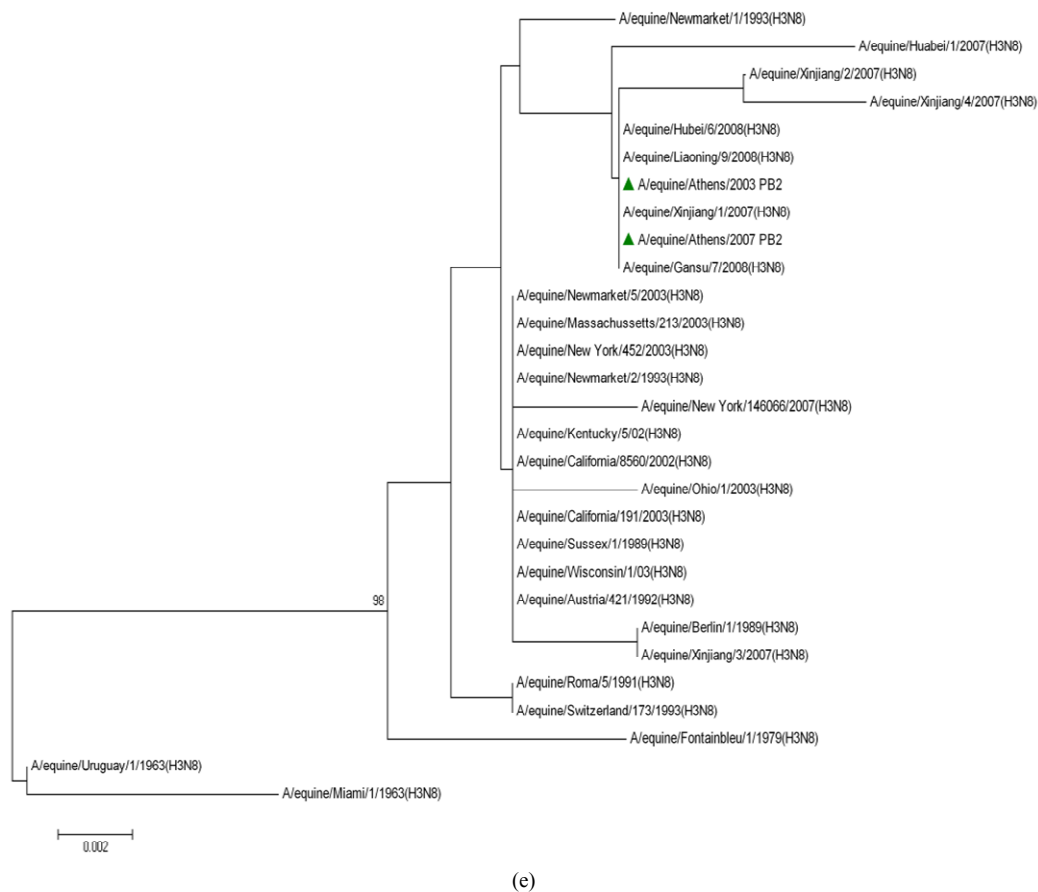 A/equine/Newmarket/1/1993(H3N8)
A/equine/Huabei/1/2007(H3N8)
A/equine/Xinjiang/2/2007(H3N8)
A/equine/Xinjiang/4/2007(H3N8)
A/equine/Hubei/6/2008(H3N8)
A/equine/Liaoning/9/2008(H3N8)
A/equine/Athens/2003 PB2
A/equine/Xinjiang/1/2007(H3N8)
A/equine/Athens/2007 PB2
A/equine/Gansu/7/2008(H3N8)
A/equine/Newmarket/5/2003(H3N8)
A/equine/Massachussetts/213/2003(H3N8)
A/equine/New York/452/2003(H3N8)
A/equine/Newmarket/2/1993(H3N8)
A/equine/New York/146066/2007(H3N8)
A/equine/Kentucky/5/02(H3N8)
A/equine/California/8560/2002(H3N8)
A/equine/Ohio/1/2003(H3N8)
A/equine/California/191/2003(H3N8)
A/equine/Sussex/1/1989(H3N8)
A/equine/Wisconsin/1/03(H3N8)
A/equine/Austria/421/1992(H3N8)
98
A/equine/Berlin/1/1989(H3N8)
A/equine/Xinjiang/3/2007(H3N8)
A/equine/Roma/5/1991(H3N8)
A/equine/Switzerland/173/1993(H3N8)
A/equine/Fontainbleu/1/1979(H3N8)
A/equine/Uruguay/1/1963(H3N8)
A/equine/Miami/1/1963(H3N8)
0.002
(e)